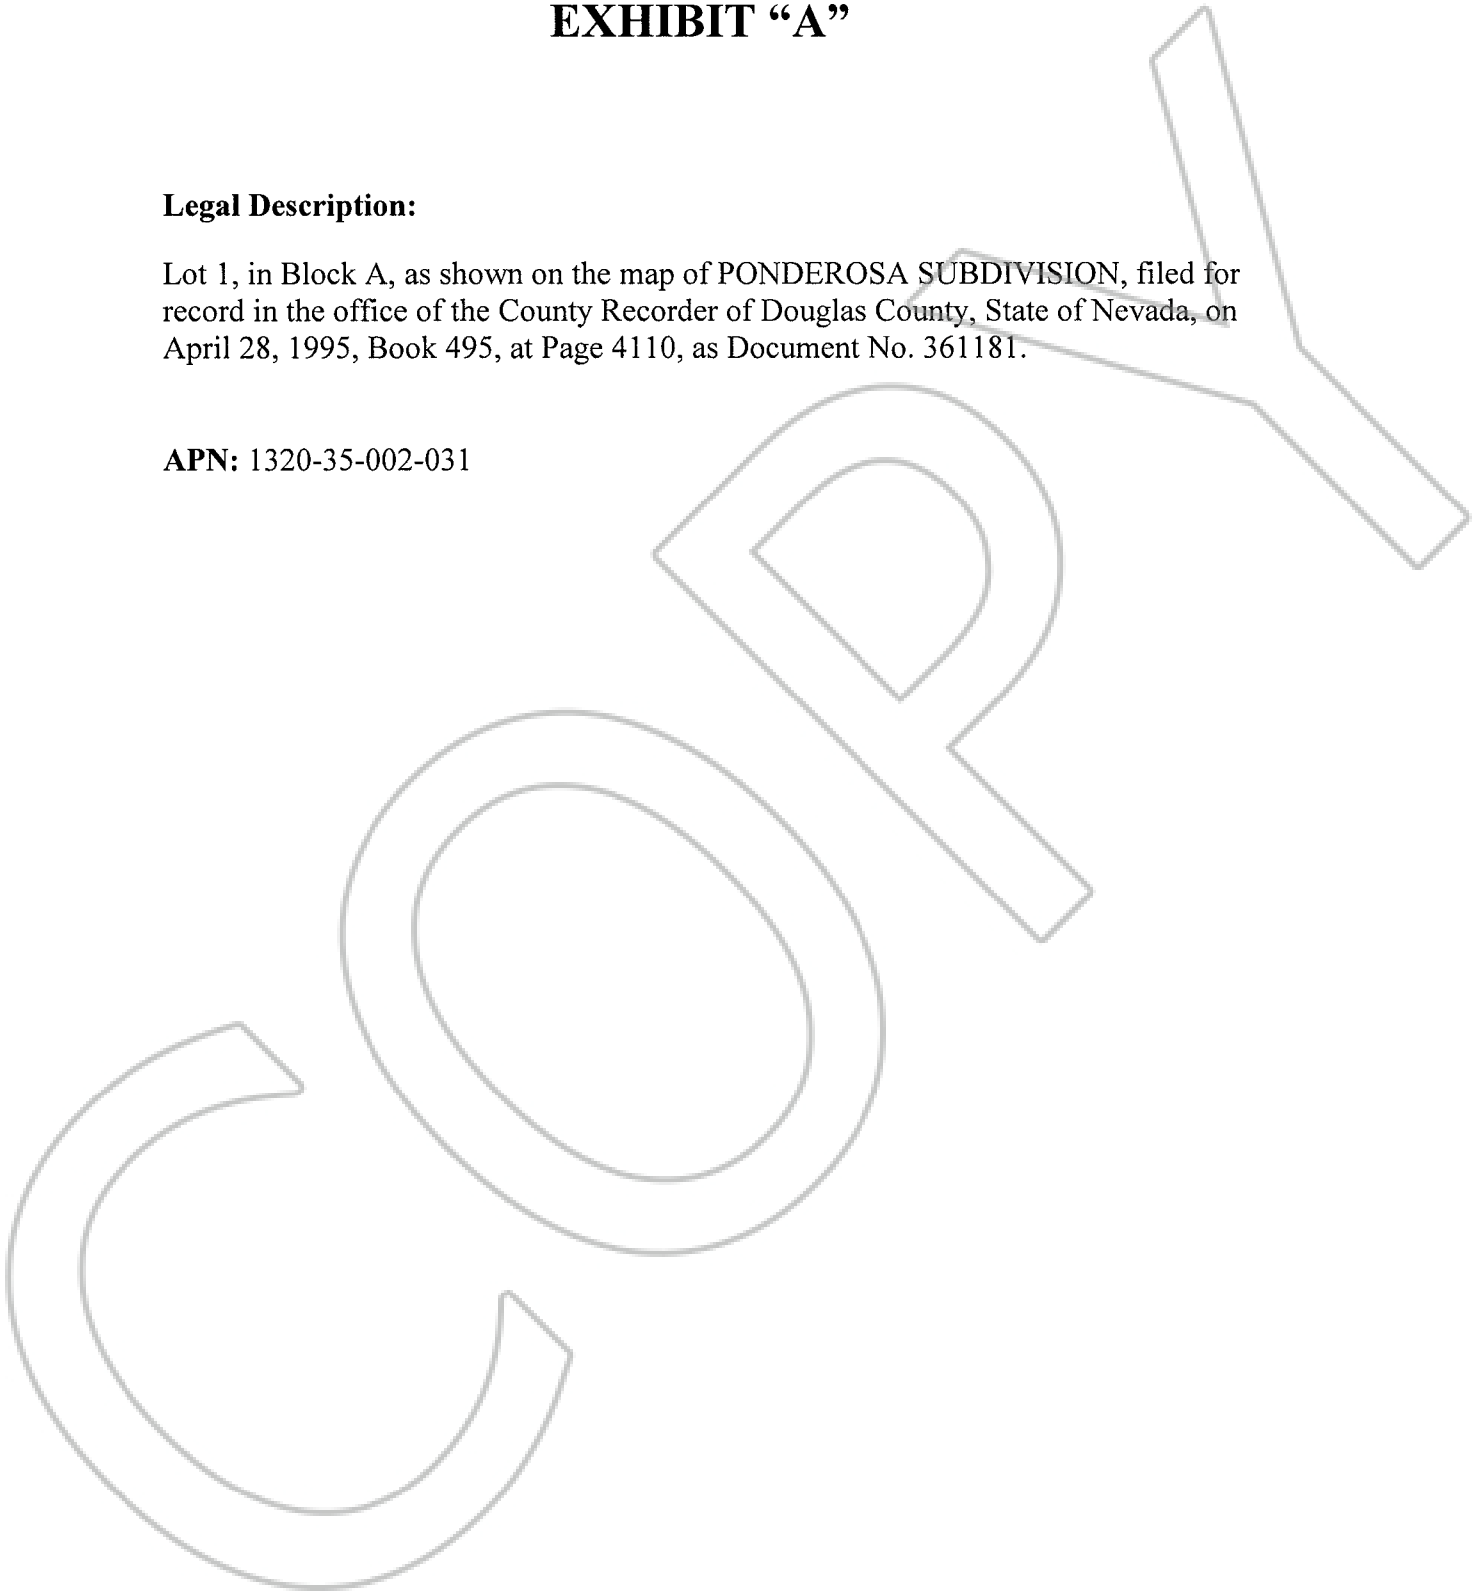 EXHIBIT “A”
Legal Description:
Lot 1, in Block A, as shown on the map of PONDEROSA SUBDIVISION, filed for
record in the office of the County Recorder of Douglas County, State of Nevada, on
April 28, 1995, Book 495, at Page 4110, as Document No. 361181.
APN: 1320-35-002-031
COPY